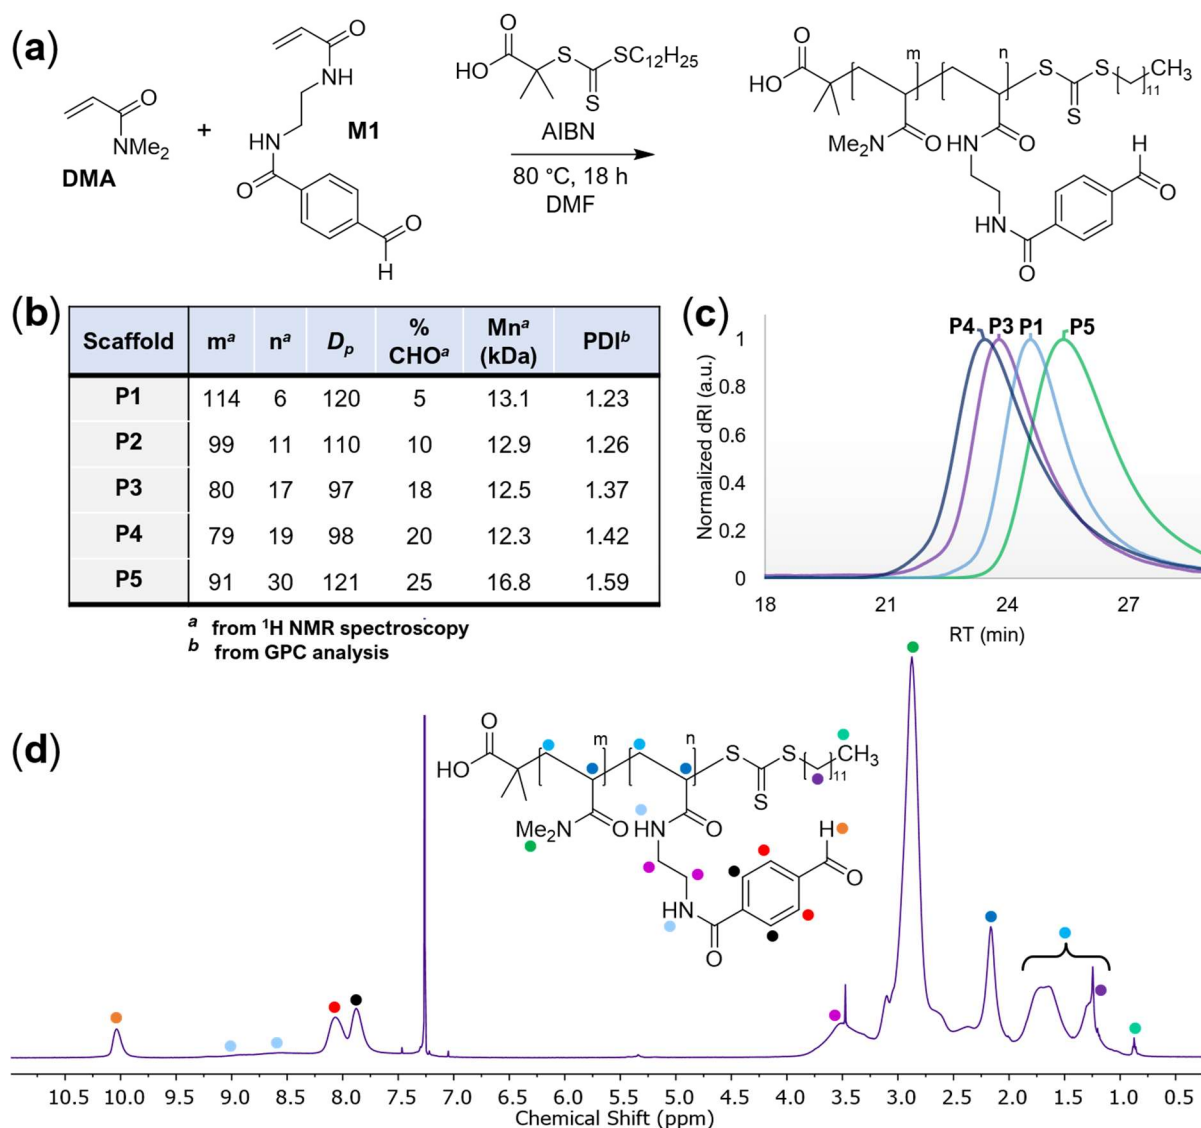 (a)
DMA
NMe2
O
+
O
NH
HN
O
M1
O
H
HO
O
S
SC12H25
S
AIBN
80 °C, 18 h
DMF
HO
O
m
n
S
S
CH3
11
S
Me2N
O
HN
O
H
O
HN
O
(b)
Scaffold mᵃ nᵃ Dp % CHOᵃ Mnᵃ (kDa) PDIᵇ
P1 114 6 120 5 13.1 1.23
P2 99 11 110 10 12.9 1.26
P3 80 17 97 18 12.5 1.37
P4 79 19 98 20 12.3 1.42
P5 91 30 121 25 16.8 1.59
ᵃ from ¹H NMR spectroscopy
ᵇ from GPC analysis
(c)
P4 P3 P1 P5
Normalized dRI (a.u.)
1
0.8
0.6
0.4
0.2
0
18 21 24 27
RT (min)
(d)
HO
O
m
n
S
S
CH3
11
S
Me2N
O
HN
O
H
O
HN
O
10.5 10.0 9.5 9.0 8.5 8.0 7.5 7.0 6.5 6.0 5.5 5.0 4.5 4.0 3.5 3.0 2.5 2.0 1.5 1.0 0.5
Chemical Shift (ppm)